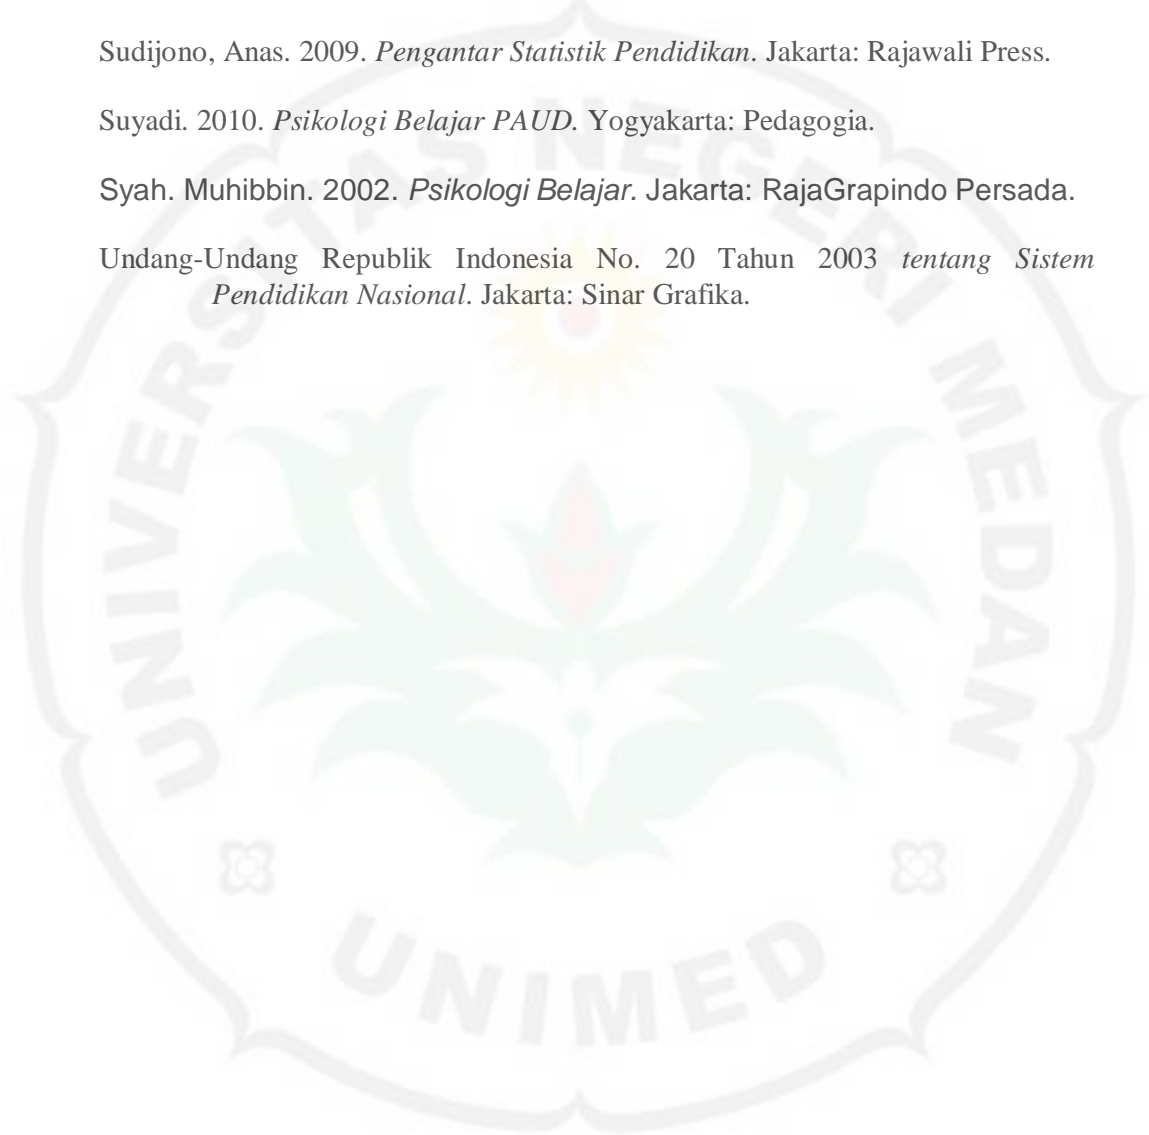 Sudijono, Anas. 2009. Pengantar Statistik Pendidikan. Jakarta: Rajawali Press.
Suyadi. 2010. Psikologi Belajar PAUD. Yogyakarta: Pedagogia.
Syah. Muhibbin. 2002. Psikologi Belajar. Jakarta: RajaGrapindo Persada.
Undang-Undang Republik Indonesia No. 20 Tahun 2003 tentang Sistem
Pendidikan Nasional. Jakarta: Sinar Grafika.
UNIVERSITAS NEGERI MEDAN
UNIMED